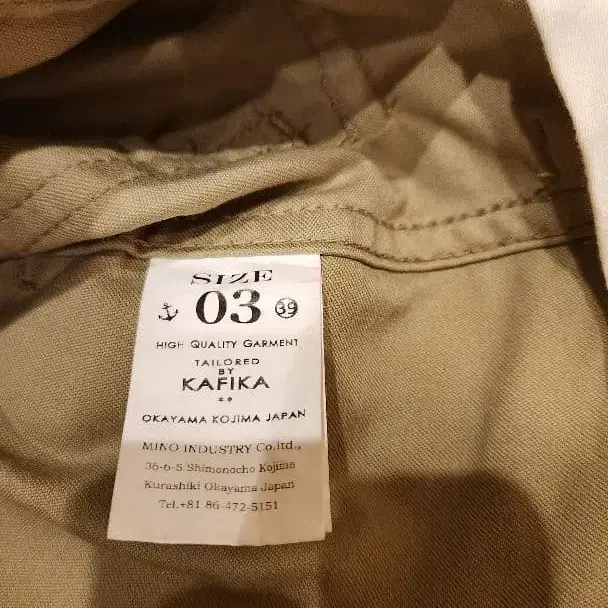 SIZE
03 39
HIGH QUALITY GARMENT
TAILORED
BY
KAFIKA
OKAYAMA KOJIMA JAPAN
MINO INDUSTRY Co.ltd.,
36-6-5 Shimonocho Kojima
Kurashiki Okayama Japan
Tel.+81 86-472-5151